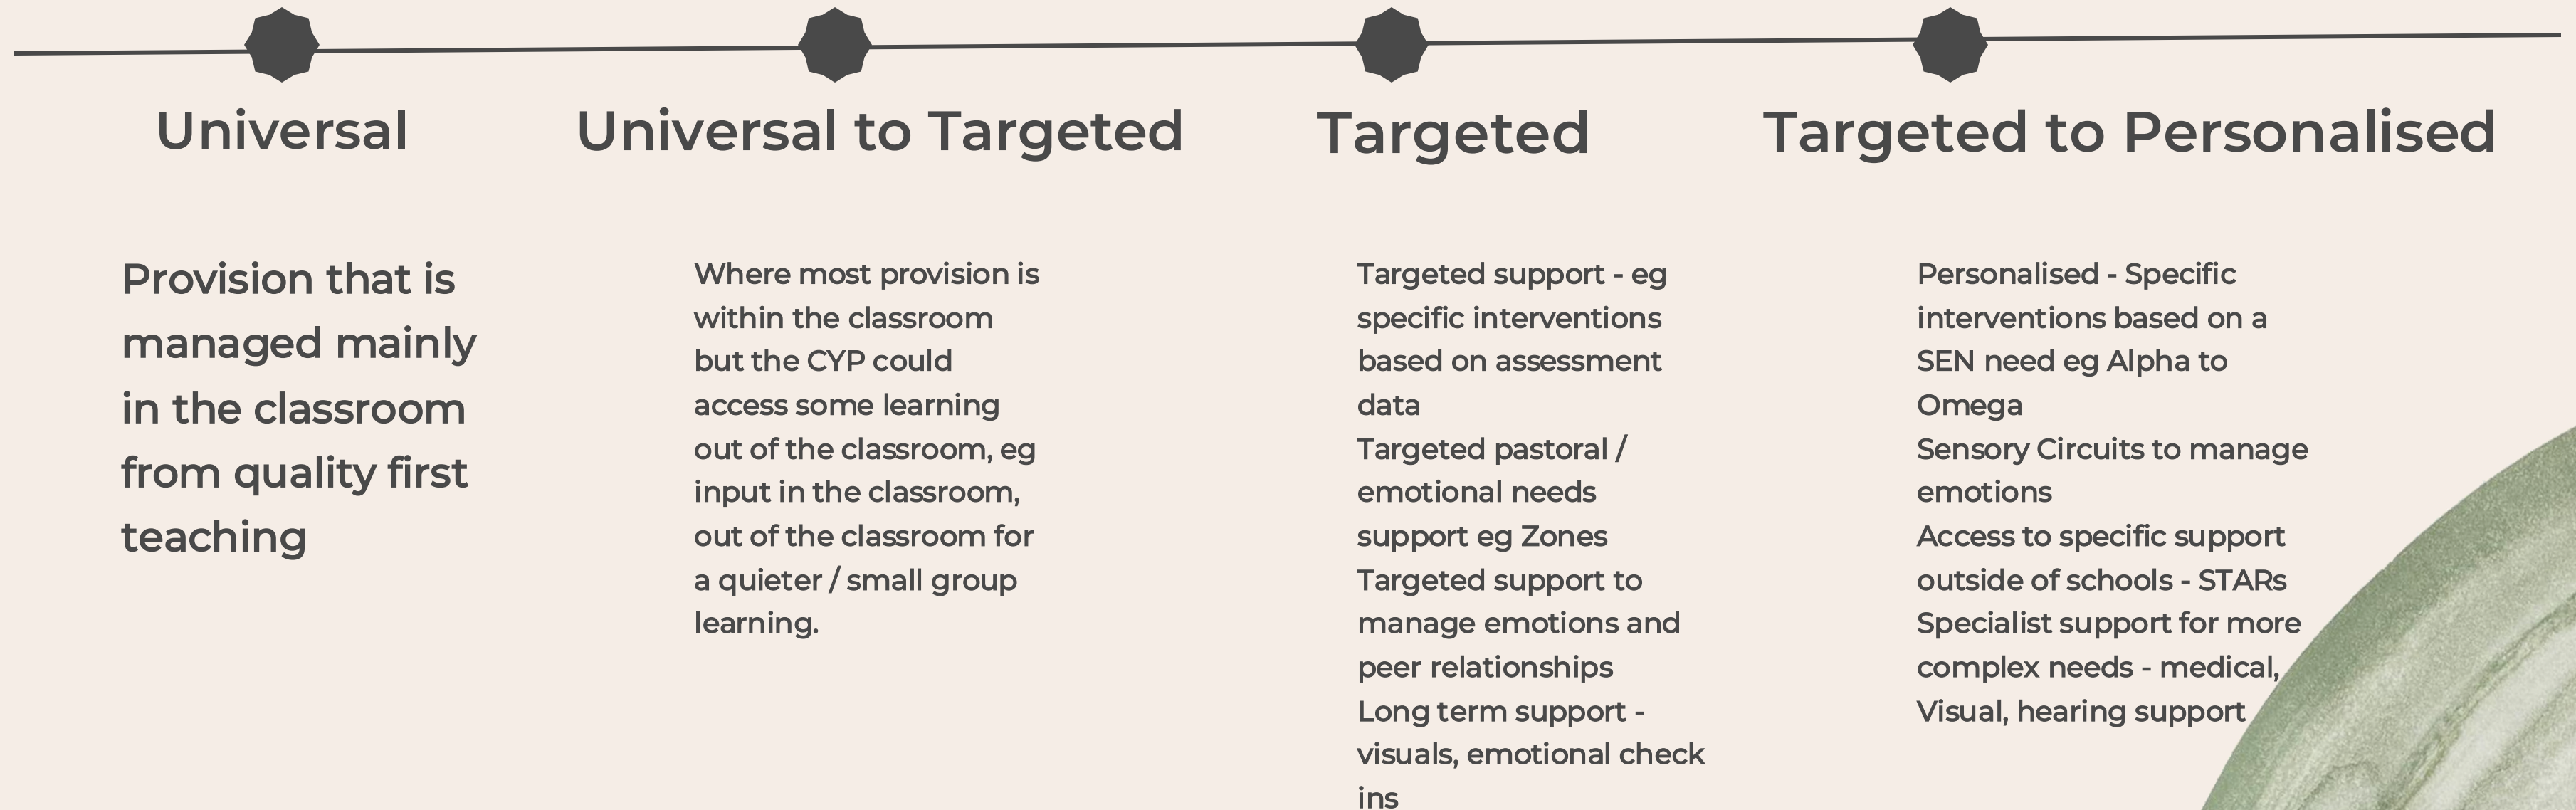 Universal
Universal to Targeted
Targeted
Targeted to Personalised
Provision that is
managed mainly
in the classroom
from quality first
teaching
Where most provision is
within the classroom
but the CYP could
access some learning
out of the classroom, eg
input in the classroom,
out of the classroom for
a quieter / small group
learning.
Targeted support - eg
specific interventions
based on assessment
data
Targeted pastoral /
emotional needs
support eg Zones
Targeted support to
manage emotions and
peer relationships
Long term support -
visuals, emotional check
ins
Personalised - Specific
interventions based on a
SEN need eg Alpha to
Omega
Sensory Circuits to manage
emotions
Access to specific support
outside of schools - STARs
Specialist support for more
complex needs - medical,
Visual, hearing support